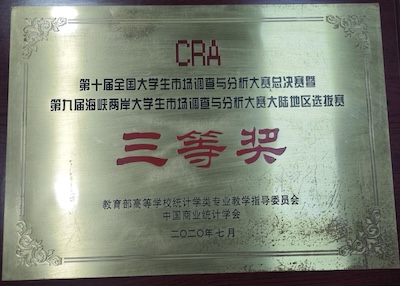 CRA
第十届全国大学生市场调查与分析大赛总决赛暨
第九届海峡两岸大学生市场调查与分析大赛大陆地区选拔赛
三等奖
教育部高等学校统计学类专业教学指导委员会
中国商业统计学会
二〇二〇年七月